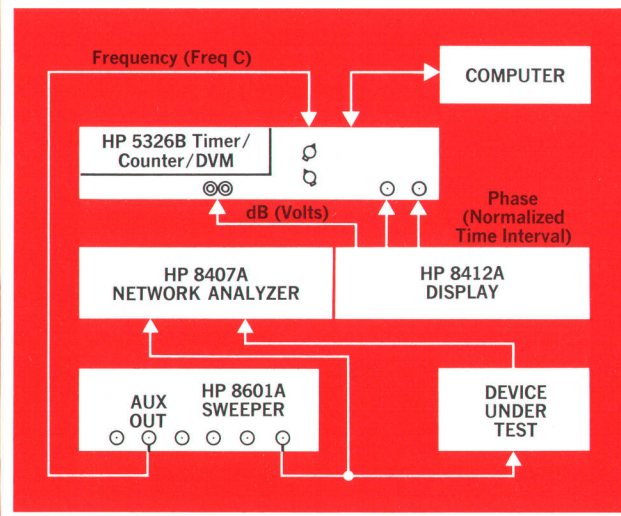 Frequency (Freq C)
COMPUTER
HP 5326B Timer/
Counter/DVM
dB (Volts)
Phase
(Normalized
Time Interval)
HP 8407A
NETWORK ANALYZER
HP 8412A
DISPLAY
AUX
OUT
HP 8601A
SWEEPER
DEVICE
UNDER
TEST